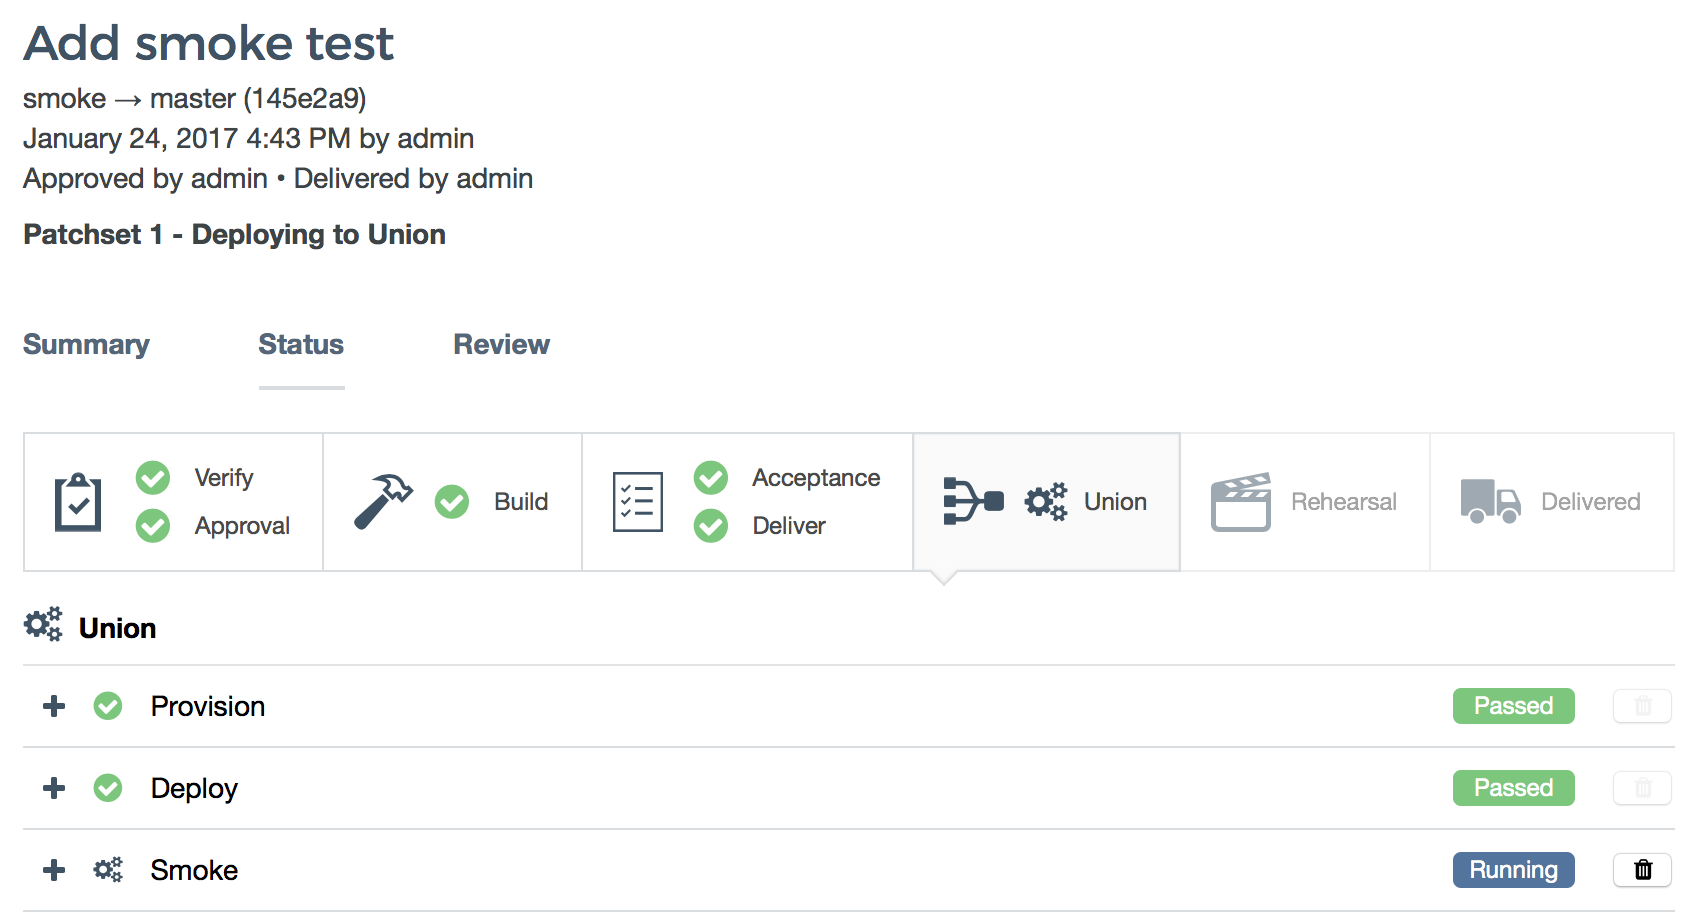 Add smoke test
smoke → master (145e2a9)
January 24, 2017 4:43 PM by admin
Approved by admin • Delivered by admin
Patchset 1 - Deploying to Union
Summary Status Review
Verify
Approval
Build
Acceptance
Deliver
Union
Rehearsal
Delivered
Union
Provision Passed
Deploy Passed
Smoke Running